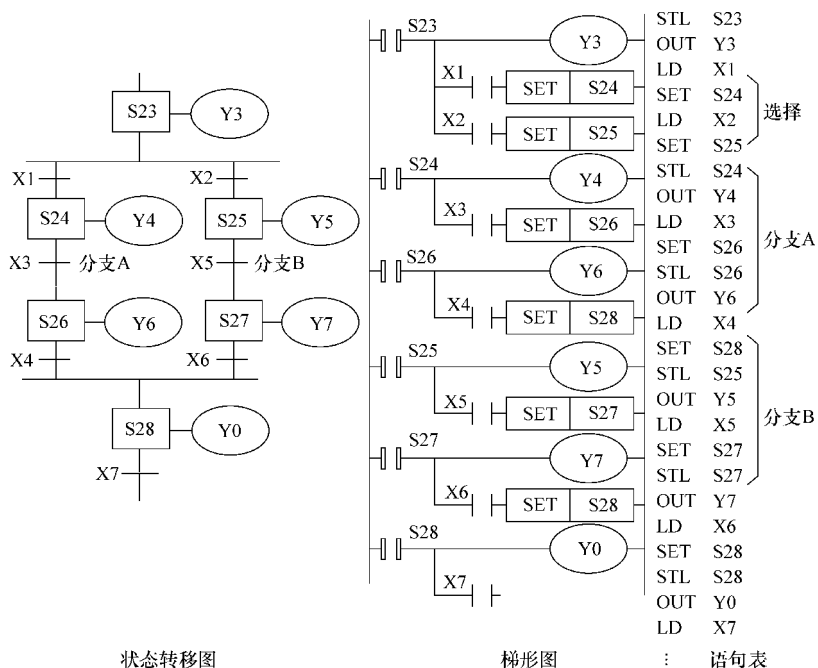 S23
Y3
X1
X2
S24
Y4
S25
Y5
X3
分支A
X5
分支B
S26
Y6
S27
Y7
X4
X6
S28
Y0
X7
状态转移图
S23
Y3
X1
SET
S24
X2
SET
S25
S24
Y4
X3
SET
S26
S26
Y6
X4
SET
S28
S25
Y5
X5
SET
S27
S27
Y7
X6
SET
S28
S28
Y0
X7
梯形图
STL S23
OUT Y3
LD X1
SET S24
LD X2
SET S25
选择
STL S24
OUT Y4
LD X3
SET S26
STL S26
OUT Y6
LD X4
分支A
SET S28
STL S25
OUT Y5
LD X5
SET S27
STL S27
分支B
OUT Y7
LD X6
SET S28
STL S28
OUT Y0
LD X7
⋮ 语句表